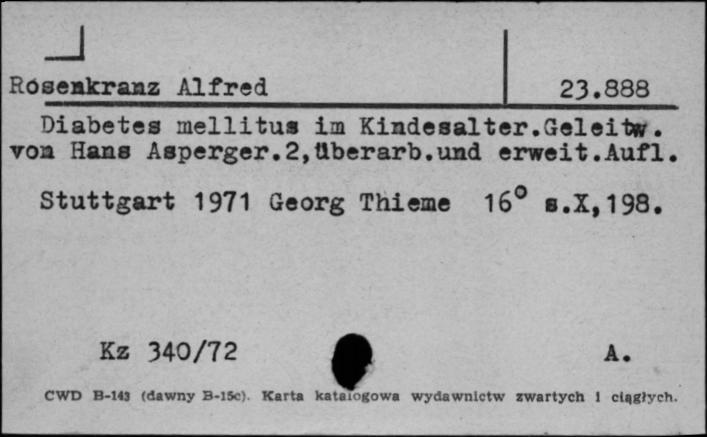 Rosenkranz Alfred 23.888
Diabetes mellitus im Kindesalter.Geleitw.
von Hans Asperger.2,überarb.und erweit.Aufl.
Stuttgart 1971 Georg Thieme 16° s.X,198.
Kz 340/72 A.
CWD B-143 (dawny B-15c). Karta katalogowa wydawnictw zwartych i ciągłych.